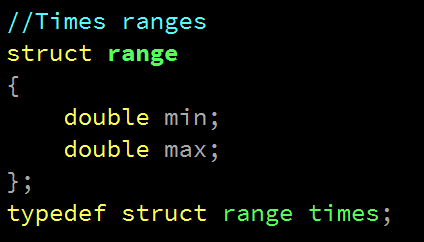 //Times ranges
struct range
{
    double min;
    double max;
};
typedef struct range times;